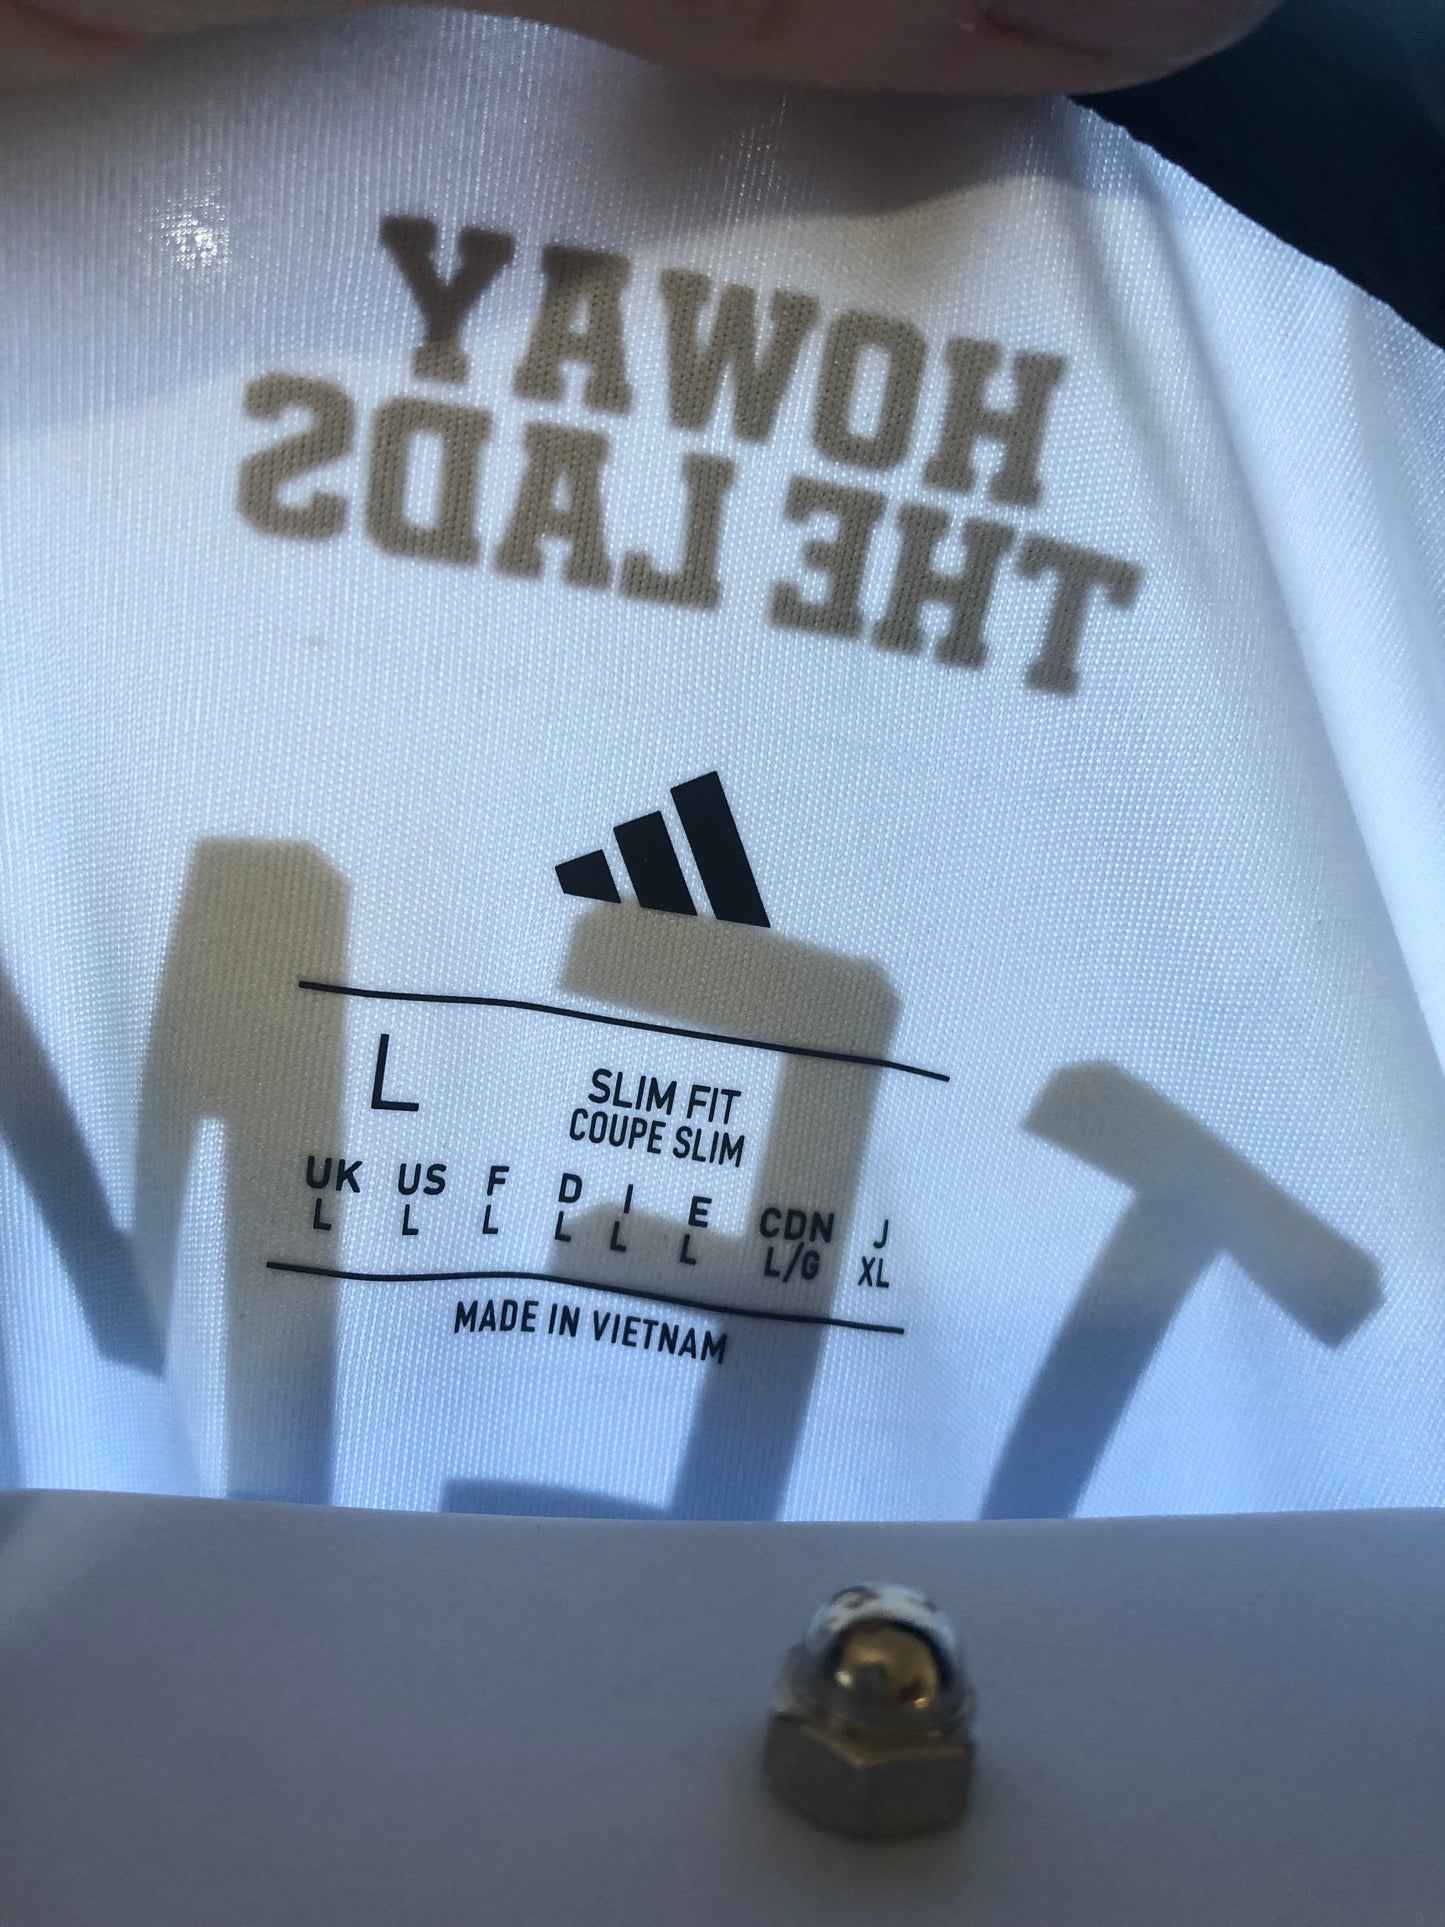 HOWAY
THE LADS
L
SLIM FIT
COUPE SLIM
UK US F D I E CDN J
L L L L L L L/G XL
MADE IN VIETNAM